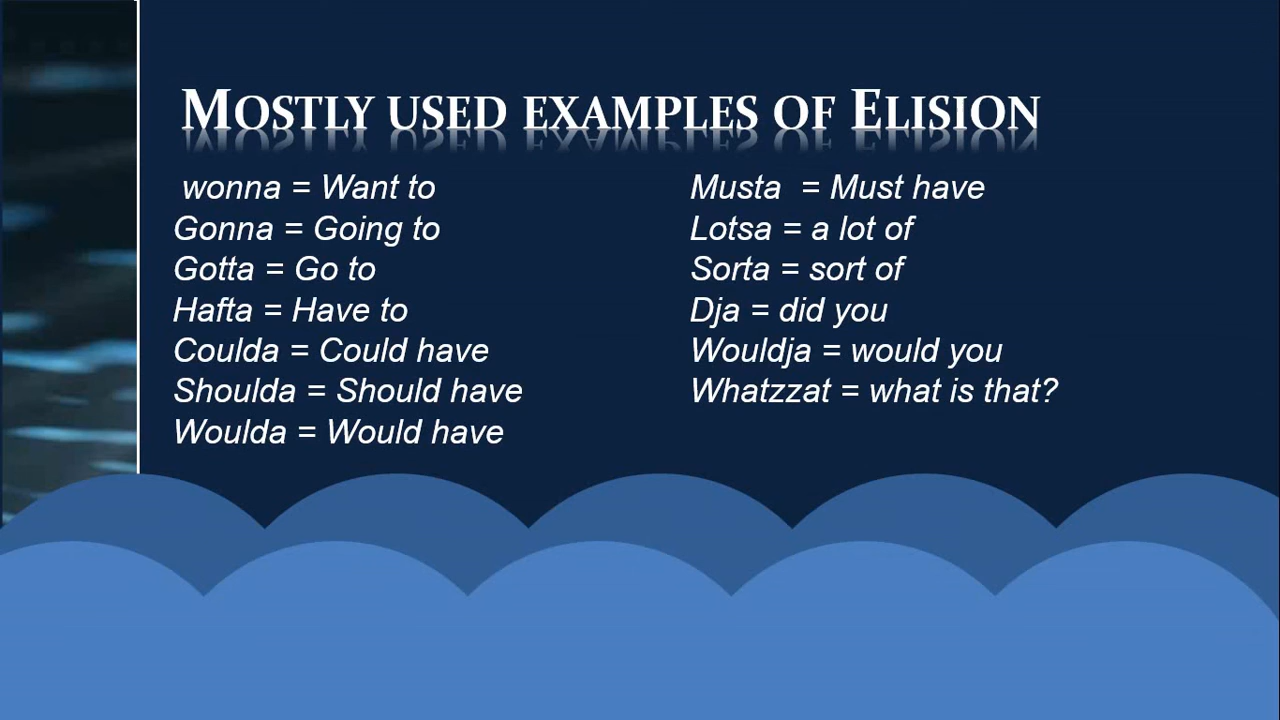 Mostly used examples of Elision
wonna = Want to
Gonna = Going to
Gotta = Go to
Hafta = Have to
Coulda = Could have
Shoulda = Should have
Woulda = Would have
Musta = Must have
Lotsa = a lot of
Sorta = sort of
Dja = did you
Wouldja = would you
Whatzzat = what is that?